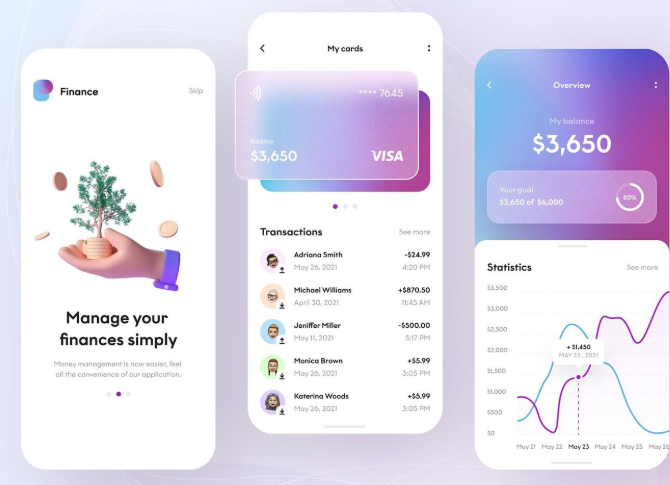 Finance
Skip
Manage your
finances simply
Money management is now easier, feel
all the convenience of our application.
My cards
**** 7645
Balance
$3,650
VISA
Transactions
See more
Adriana Smith
-$24.99
May 26, 2021
4:20 PM
Michael Williams
+$870.50
April 30, 2021
11:45 AM
Jeniffer Miller
-$500.00
May 11, 2021
5:17 PM
Monica Brown
+$5.99
May 26, 2021
3:05 PM
Katerina Woods
+$5.99
May 26, 2021
3:05 PM
Overview
My balance
$3,650
Your goal
$3,650 of $6,000
60%
Statistics
See more
$3,500
$3,000
$2,500
$2,000
$1,500
$1,000
$500
$0
+ $1,450
MAY 23, 2021
May 21
May 22
May 23
May 24
May 25
May 26